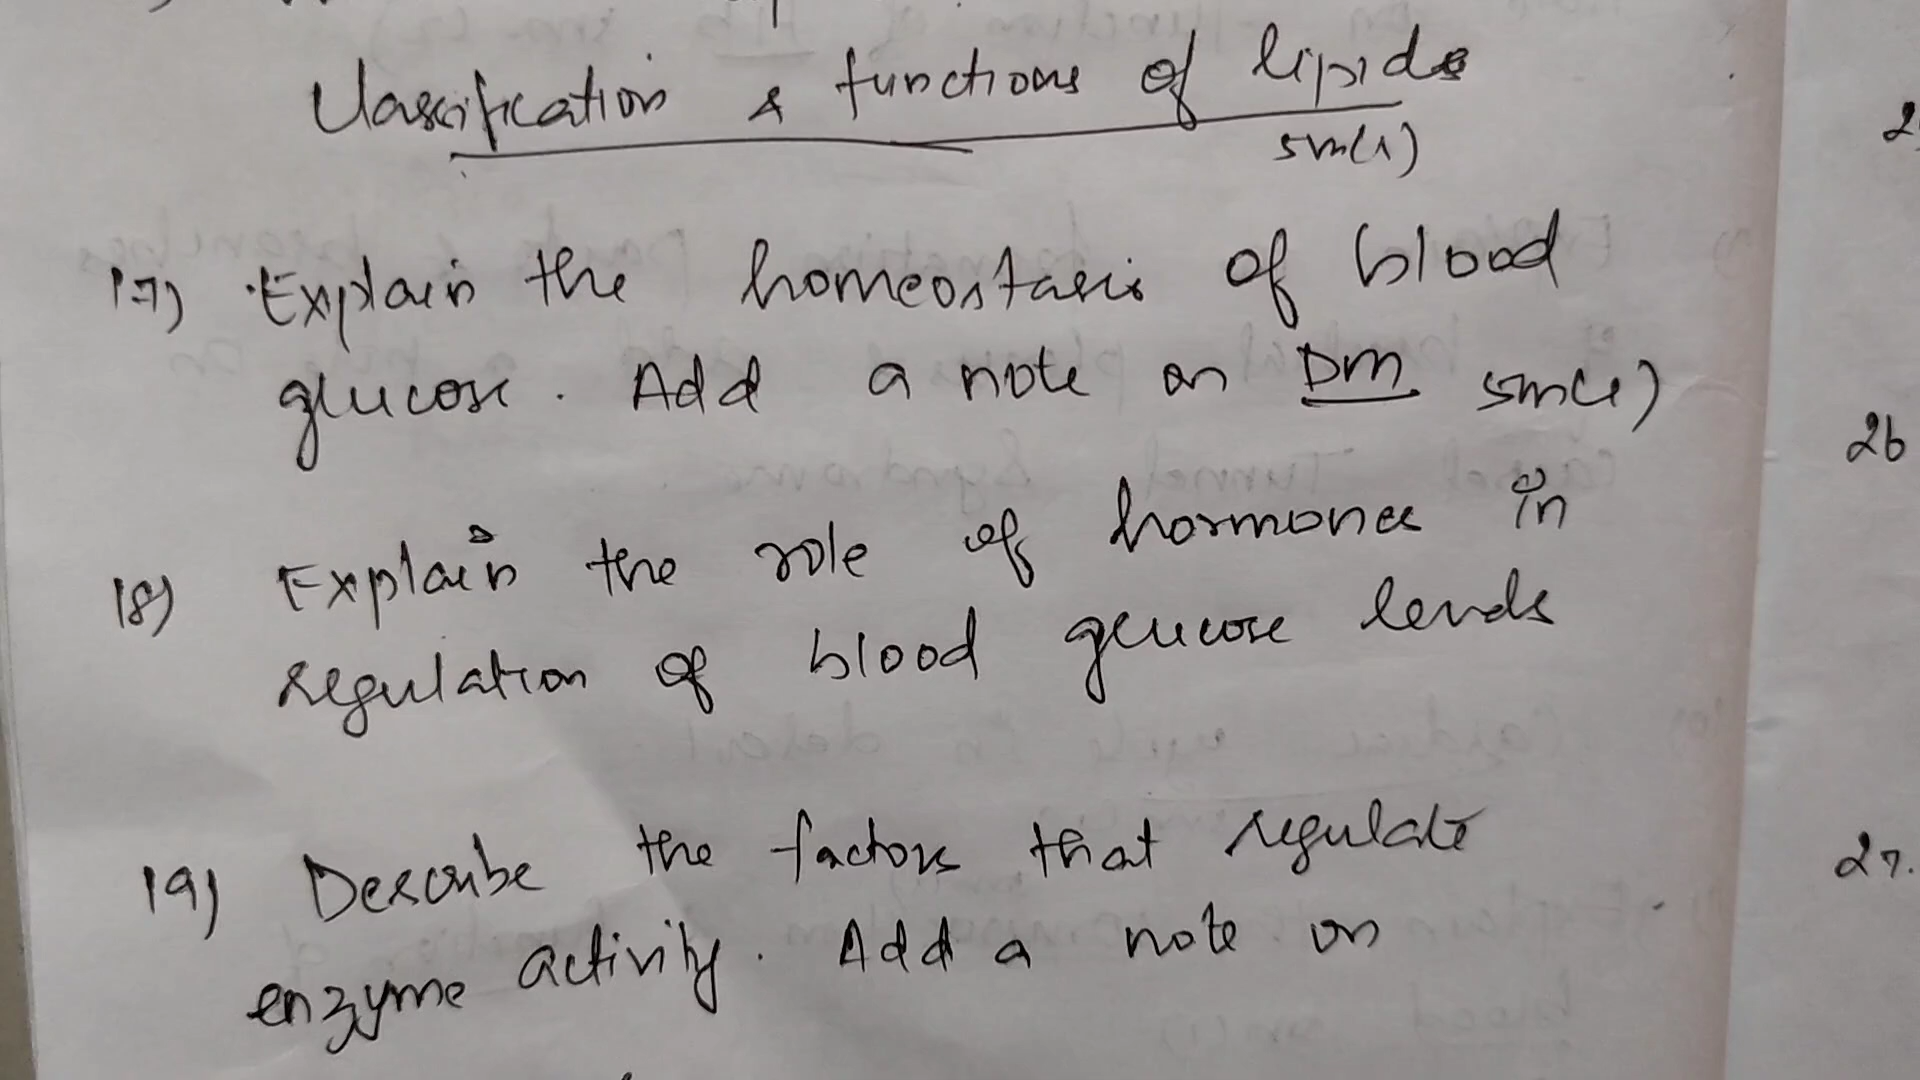 Classification & functions of lipids
5m(1)
17) Explain the homeostasis of blood
glucose. Add a note on DM 5m(1)
18) Explain the role of hormones in
regulation of blood glucose levels
19) Describe the factors that regulate
enzyme activity. Add a note on
26
27.